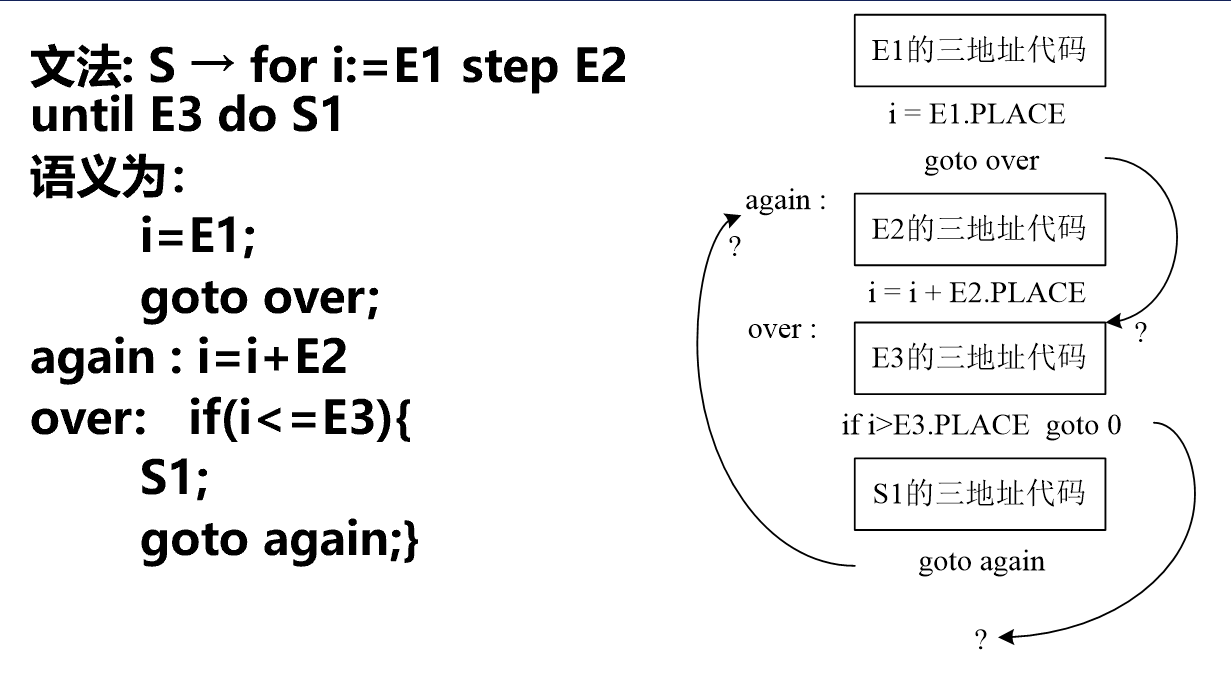 文法: S → for i:=E1 step E2
until E3 do S1
语义为：
i=E1;
goto over;
again : i=i+E2
over: if(i<=E3){
S1;
goto again;}
E1的三地址代码
i = E1.PLACE
goto over
again :
?
E2的三地址代码
i = i + E2.PLACE
over :
?
E3的三地址代码
if i>E3.PLACE goto 0
S1的三地址代码
goto again
?